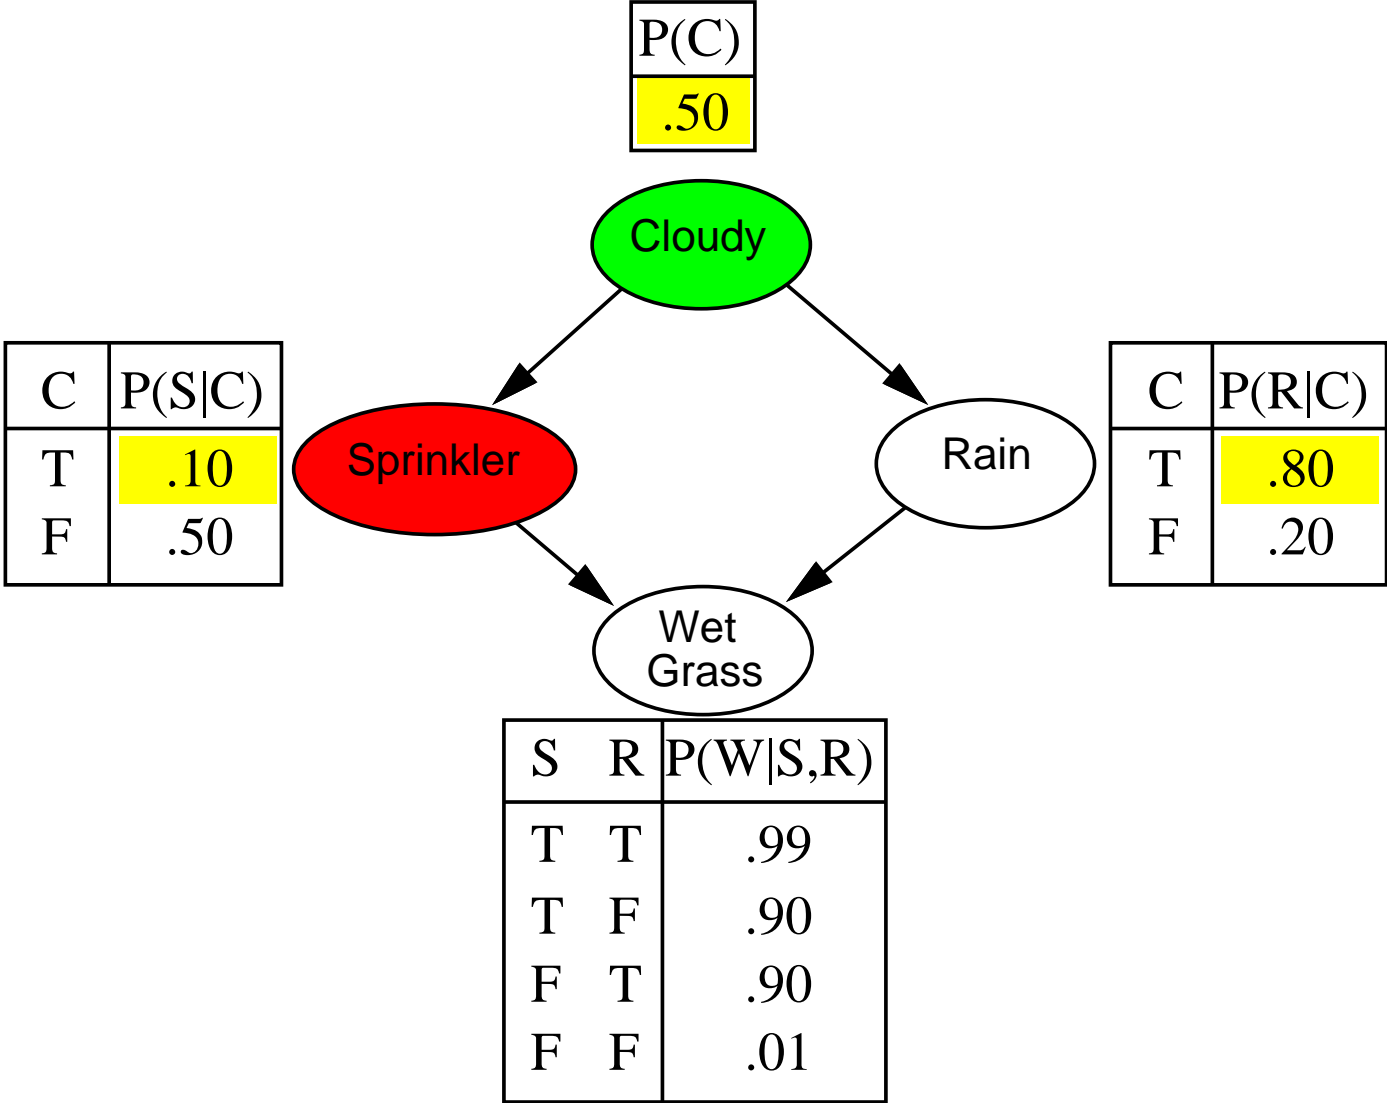 P(C)
.50
Cloudy
C P(S|C)
T .10
F .50
Sprinkler
Rain
C P(R|C)
T .80
F .20
Wet
Grass
S R P(W|S,R)
T T .99
T F .90
F T .90
F F .01